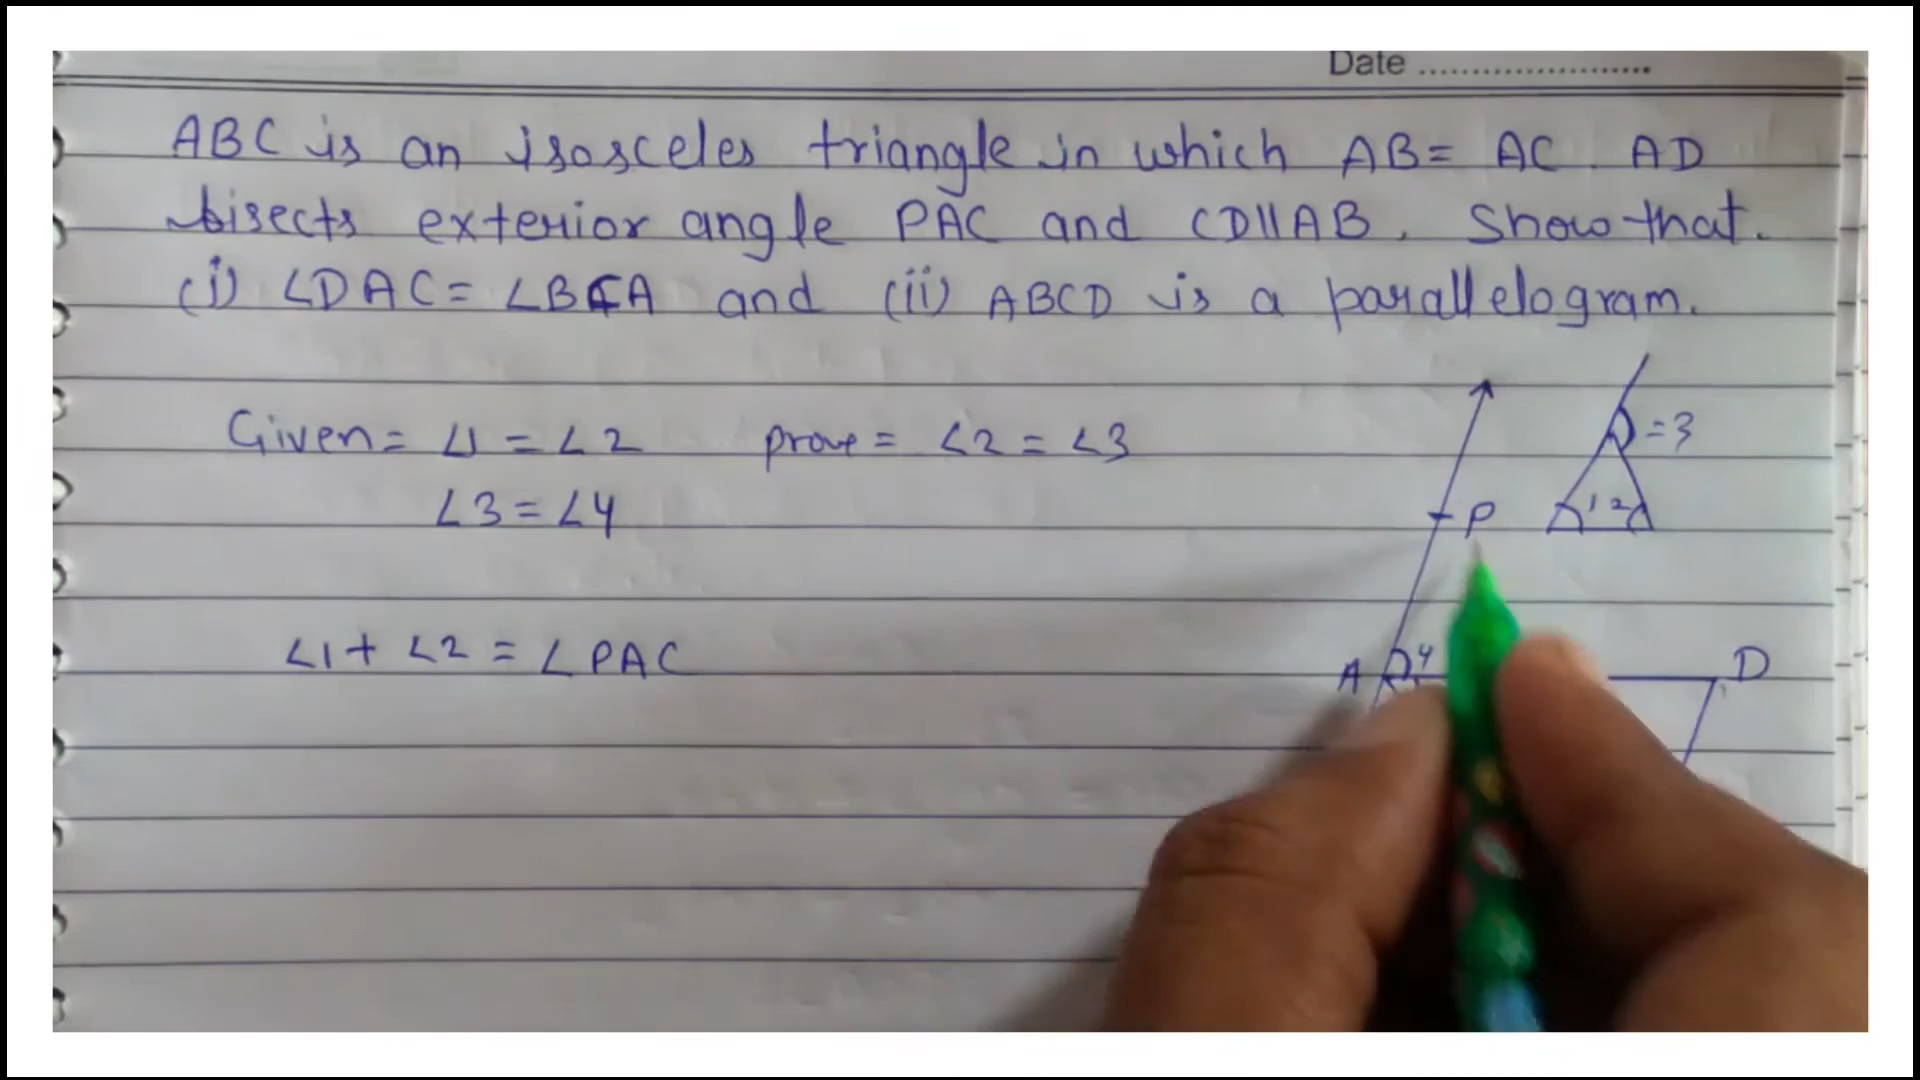 Date ......................
ABC is an isosceles triangle in which AB = AC. AD
bisects exterior angle PAC and CD||AB. Show that.
(i) ∠DAC = ∠BCA and (ii) ABCD is a parallelogram.
Given = ∠1 = ∠2 prove = ∠2 = ∠3
∠3 = ∠4
∠1 + ∠2 = ∠PAC
= 3
1 2
P
A 4 D